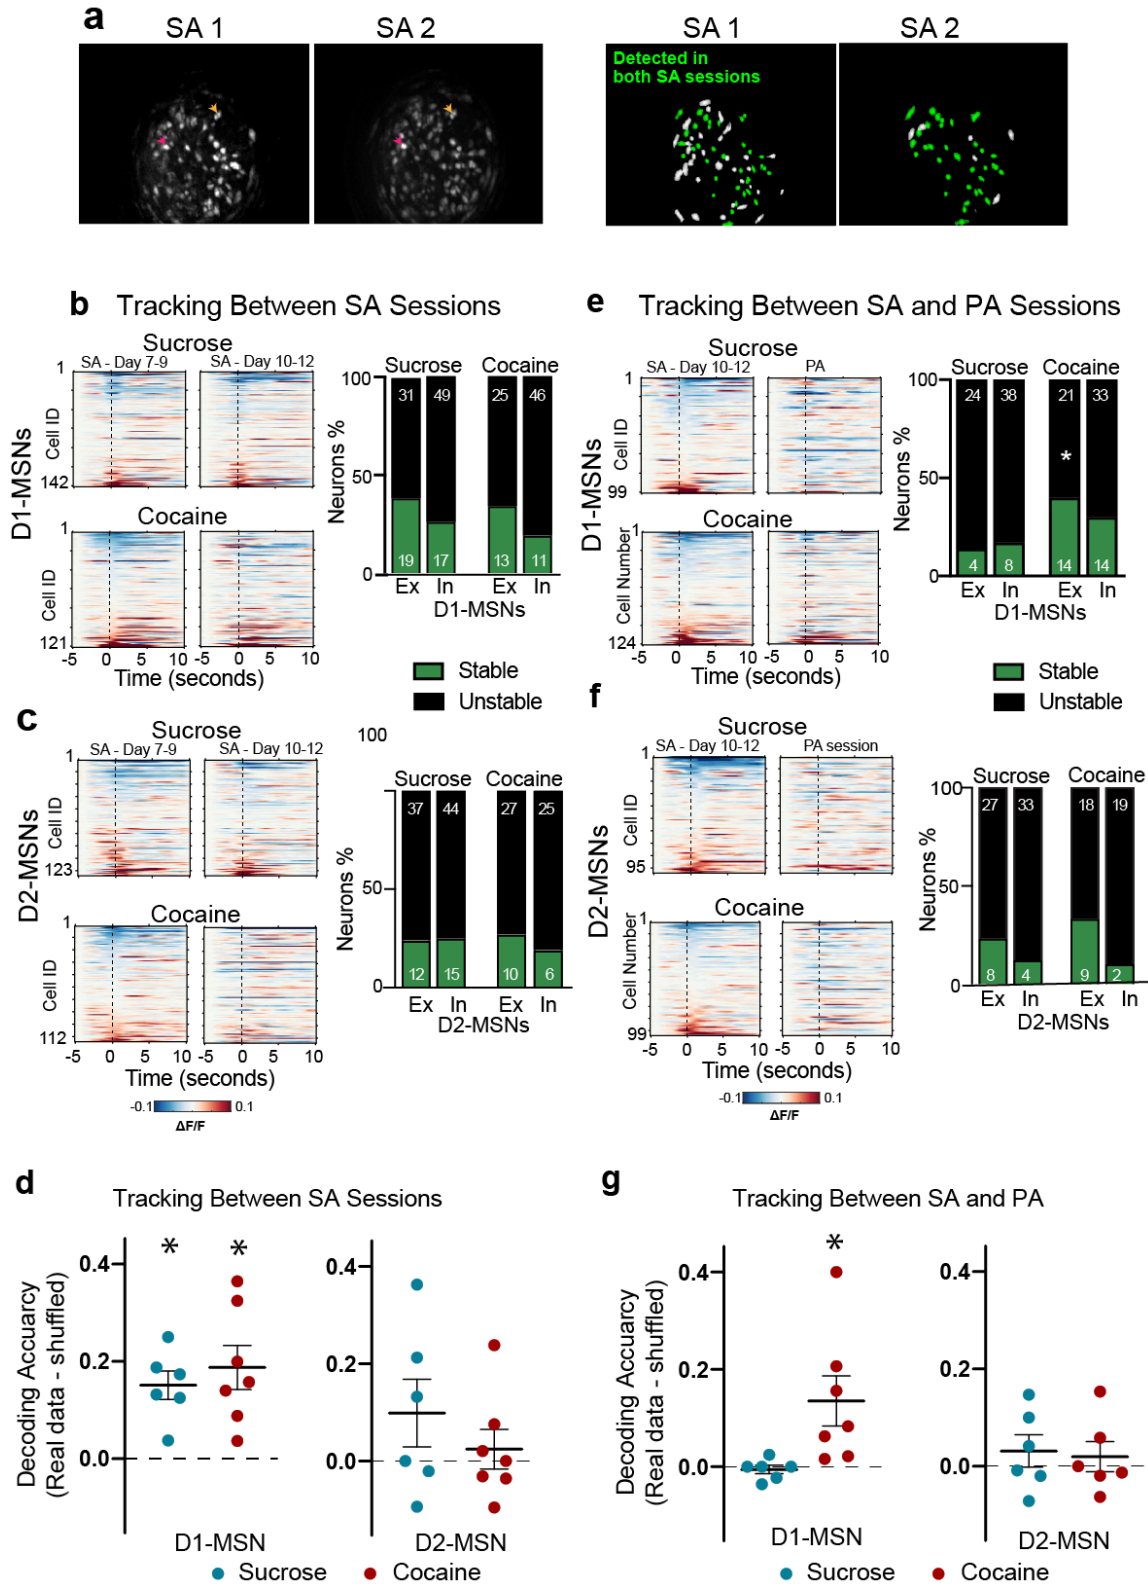 a
SA 1
SA 2
SA 1
SA 2
Detected in
both SA sessions
b Tracking Between SA Sessions
Sucrose
SA - Day 7-9
SA - Day 10-12
1
Cell ID
142
D1-MSNs
Cocaine
1
Cell ID
121
-5 0 5 10
-5 0 5 10
Time (seconds)
Sucrose Cocaine
100
50
0
Neurons %
31 49 25 46
19 17 13 11
Ex In Ex In
D1-MSNs
Stable
Unstable
e Tracking Between SA and PA Sessions
Sucrose
SA - Day 10-12
PA
1
Cell ID
99
D1-MSNs
Cocaine
1
Cell Number
124
-5 0 5 10
-5 0 5 10
Time (seconds)
Sucrose Cocaine
100
50
0
Neurons %
24 38 21 33
*
4 8 14 14
Ex In Ex In
D1-MSNs
Stable
Unstable
c
Sucrose
SA - Day 7-9
SA - Day 10-12
1
Cell ID
123
D2-MSNs
Cocaine
1
Cell ID
112
-5 0 5 10
-5 0 5 10
Time (seconds)
-0.1 0.1
ΔF/F
100
Sucrose Cocaine
50
0
Neurons %
37 44 27 25
12 15 10 6
Ex In Ex In
D2-MSNs
f
Sucrose
SA - Day 10-12
PA session
1
Cell ID
95
D2-MSNs
Cocaine
1
Cell Number
99
-5 0 5 10
-5 0 5 10
Time (seconds)
-0.1 0.1
ΔF/F
Sucrose Cocaine
100
50
0
Neurons %
27 33 18 19
8 4 9 2
Ex In Ex In
D2-MSNs
d
Tracking Between SA Sessions
Decoding Accuarcy
(Real data - shuffled)
* *
0.4
0.2
0.0
D1-MSN
0.4
0.2
0.0
D2-MSN
Sucrose Cocaine
g
Tracking Between SA and PA
Decoding Accuarcy
(Real data - shuffled)
*
0.4
0.2
0.0
D1-MSN
0.4
0.2
0.0
D2-MSN
Sucrose Cocaine